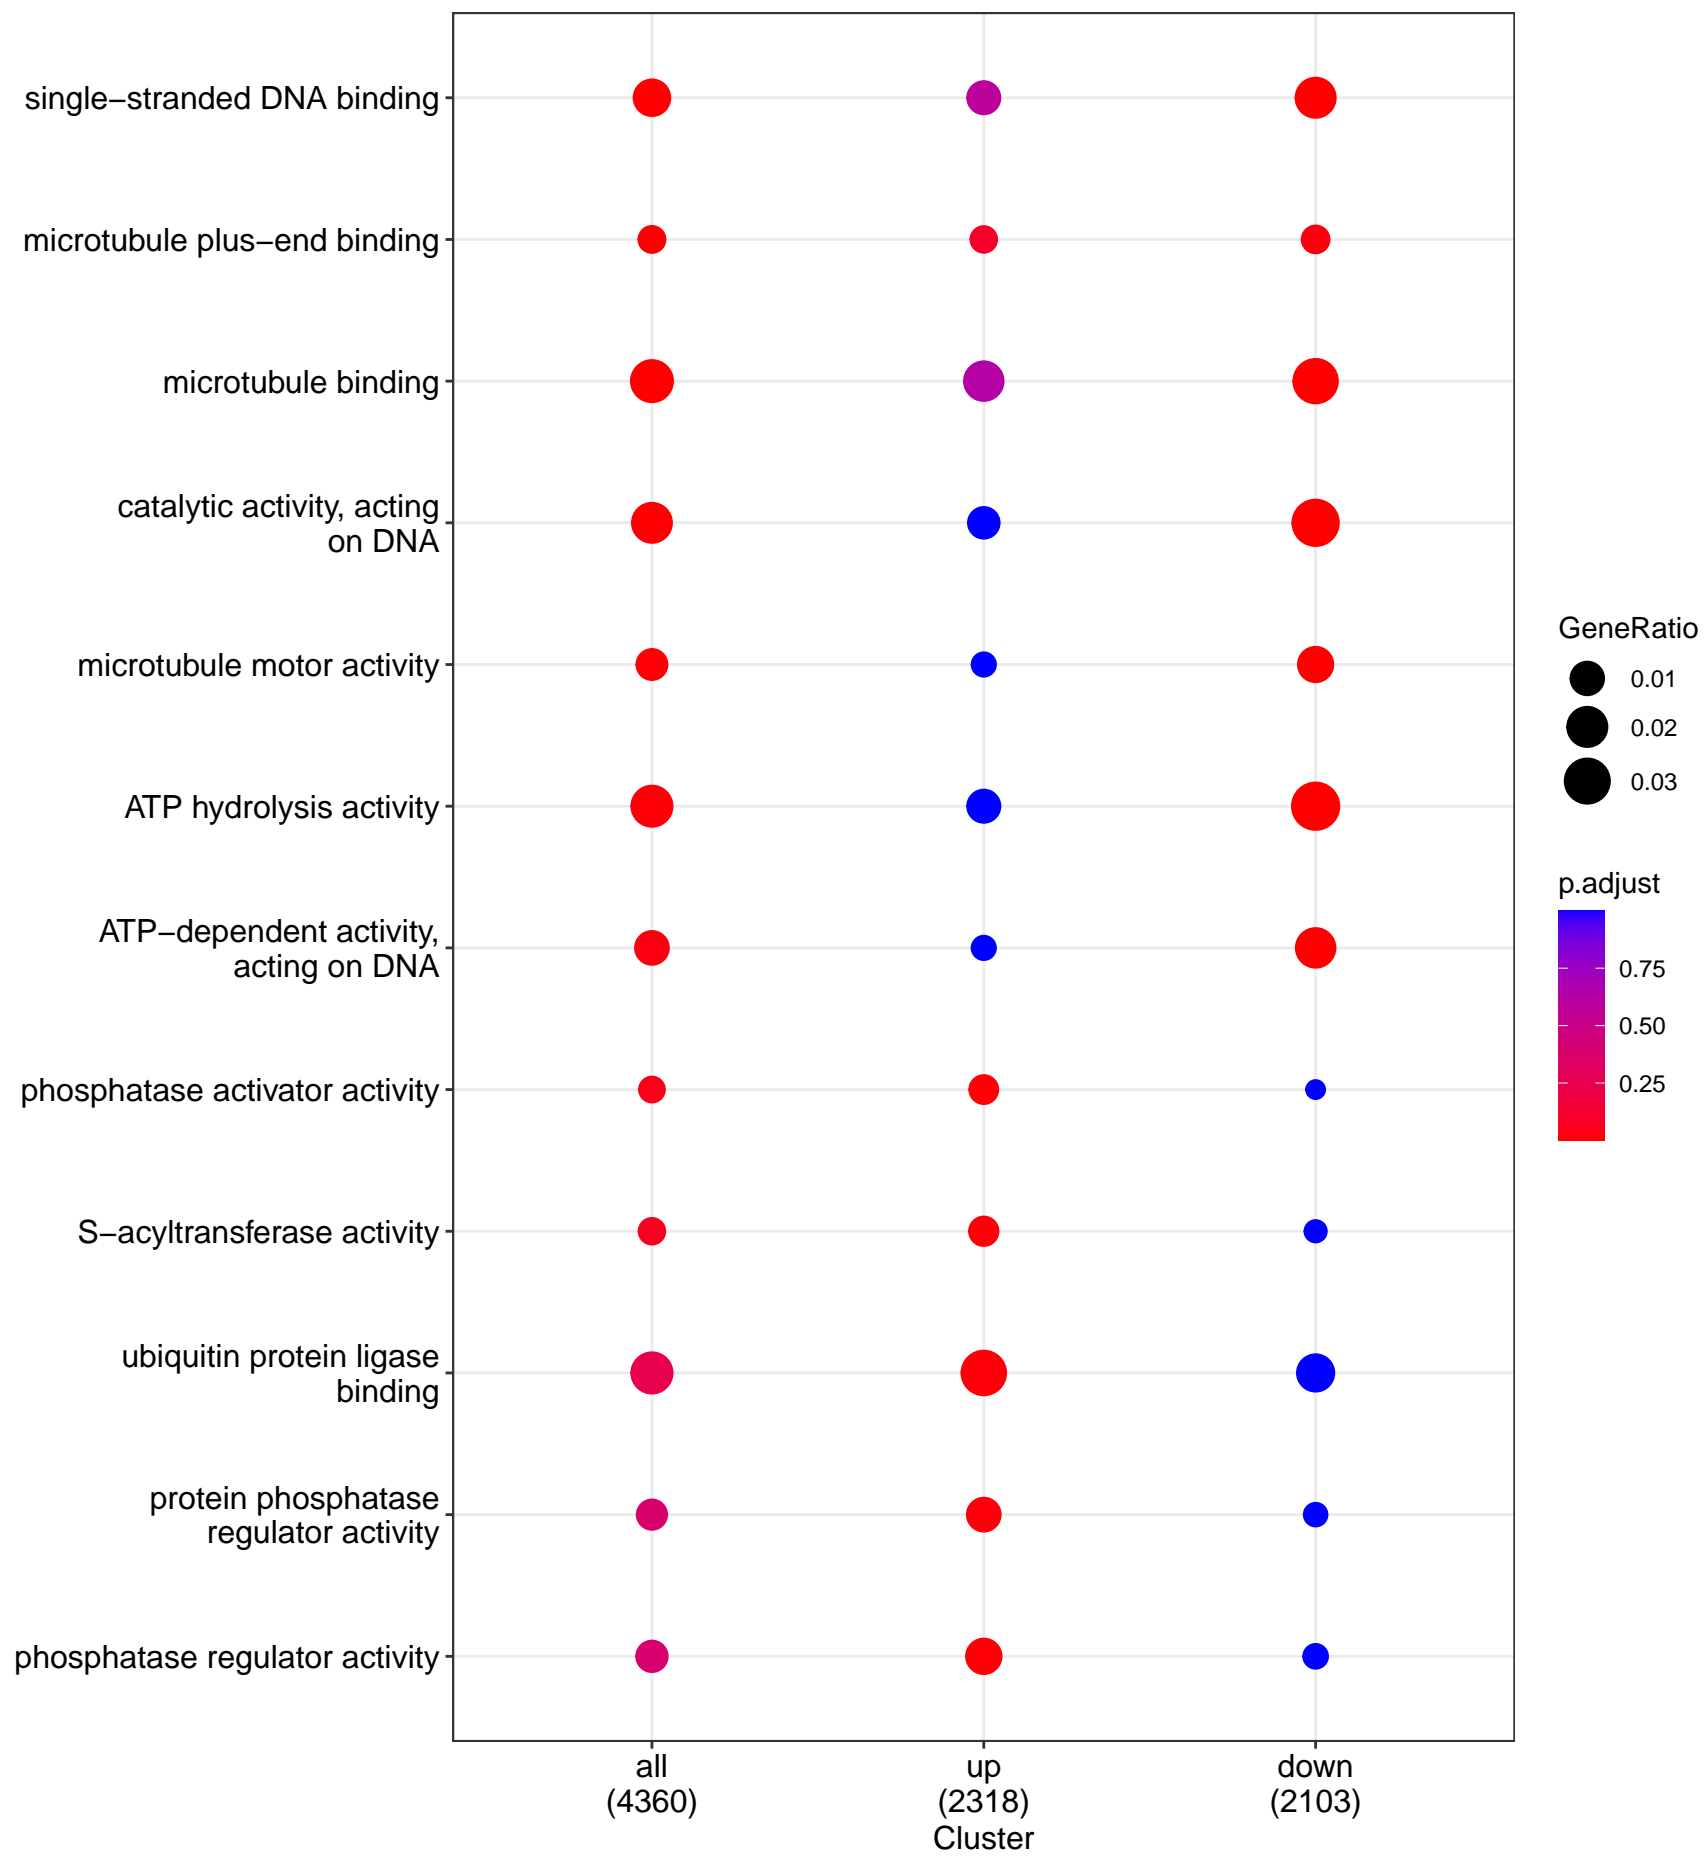 single−stranded DNA binding
microtubule plus−end binding
microtubule binding
catalytic activity, acting
on DNA
microtubule motor activity
ATP hydrolysis activity
ATP−dependent activity,
acting on DNA
phosphatase activator activity
S−acyltransferase activity
ubiquitin protein ligase
binding
protein phosphatase
regulator activity
phosphatase regulator activity
all
(4360)
up
(2318)
down
(2103)
Cluster
GeneRatio
0.01
0.02
0.03
p.adjust
0.75
0.50
0.25